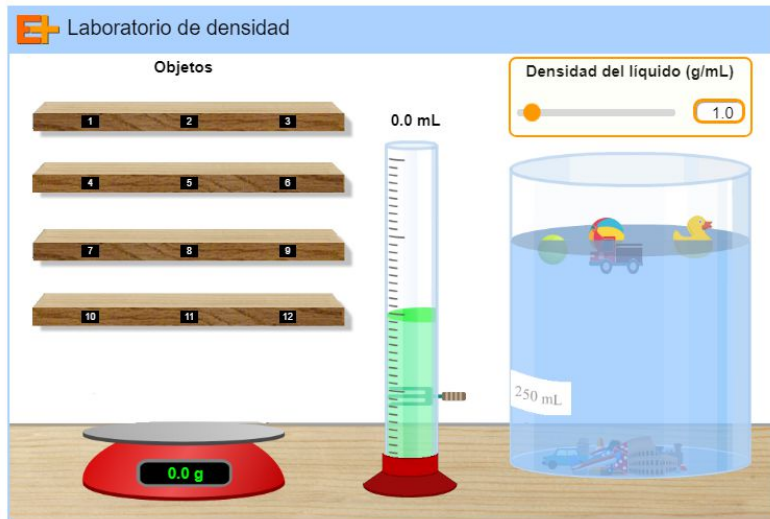 E+ Laboratorio de densidad
Objetos
Densidad del líquido (g/mL)
1.0
0.0 mL
1 2 3
4 5 6
7 8 9
10 11 12
250 mL
0.0 g